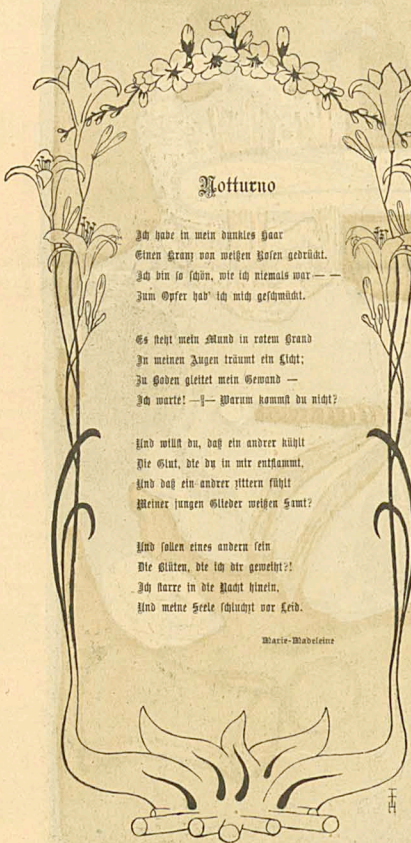 Notturno
Ich habe in mein dunkles Haar
Einen Kranz von weißen Rosen gedrückt.
Ich bin so schön, wie ich niemals war — —
Zum Opfer hab' ich mich geschmückt.
Es steht mein Mund in rotem Brand
In meinen Augen träumt ein Licht;
Zu Boden gleitet mein Gewand —
Ich warte! — — Warum kommst du nicht?
Und willst du, daß ein andrer kühlt
Die Glut, die du in mir entflammt,
Und daß ein andrer zittern fühlt
Meiner jungen Glieder weißen Samt?
Und sollen eines andern sein
Die Blüten, die ich dir geweiht?!
Ich starre in die Nacht hinein,
Und meine Seele schluchzt vor Leid.
Marie-Madeleine